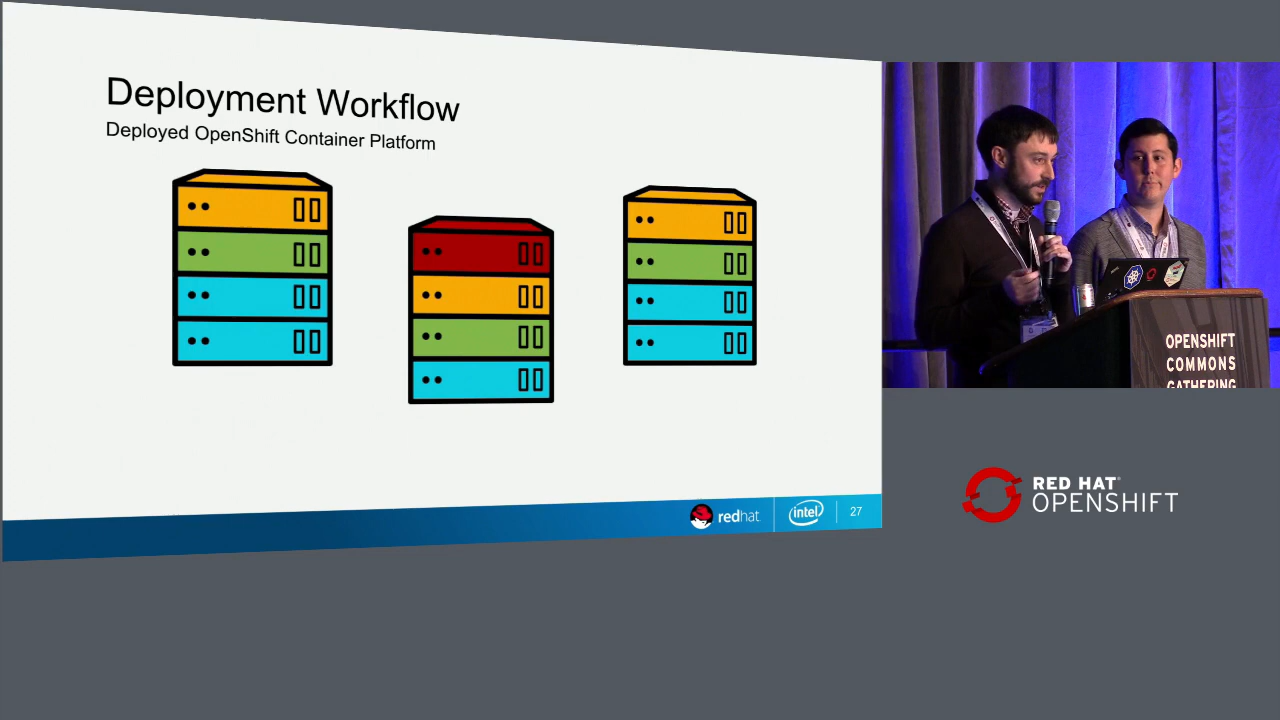 Deployment Workflow
Deployed OpenShift Container Platform
redhat.
intel
27
OPENSHIFT
COMMONS
GATHERING
RED HAT®
OPENSHIFT